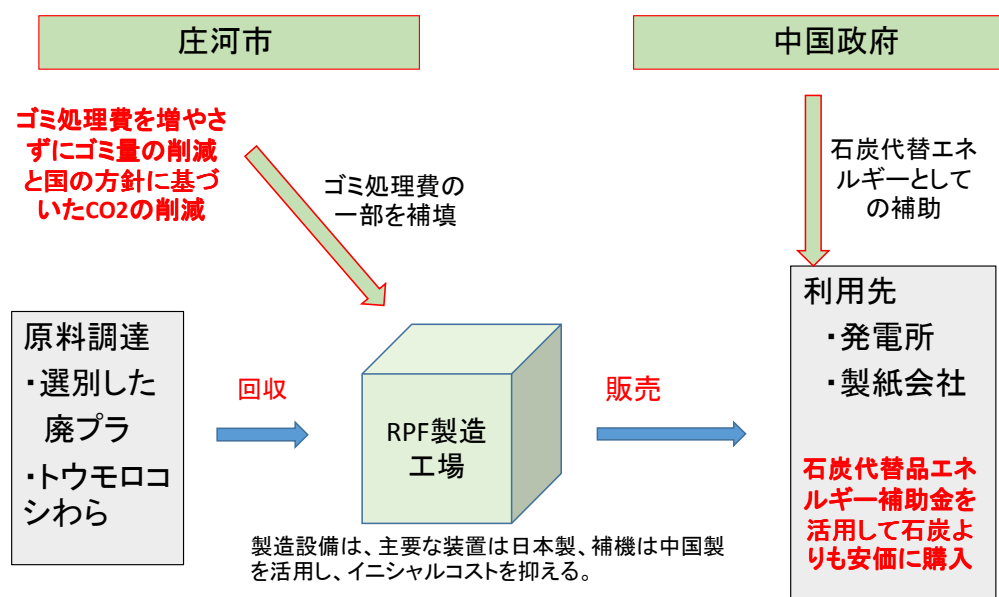 庄河市
中国政府
ゴミ処理費を増やさ
ずにゴミ量の削減
と国の方針に基づ
いたCO2の削減
ゴミ処理費の
一部を補填
石炭代替エネ
ルギーとして
の補助
原料調達
・選別した
廃プラ
・トウモロコ
シわら
回収
RPF製造
工場
販売
利用先
・発電所
・製紙会社
石炭代替品エネ
ルギー補助金を
活用して石炭よ
りも安価に購入
製造設備は、主要な装置は日本製、補機は中国製
を活用し、イニシャルコストを抑える。